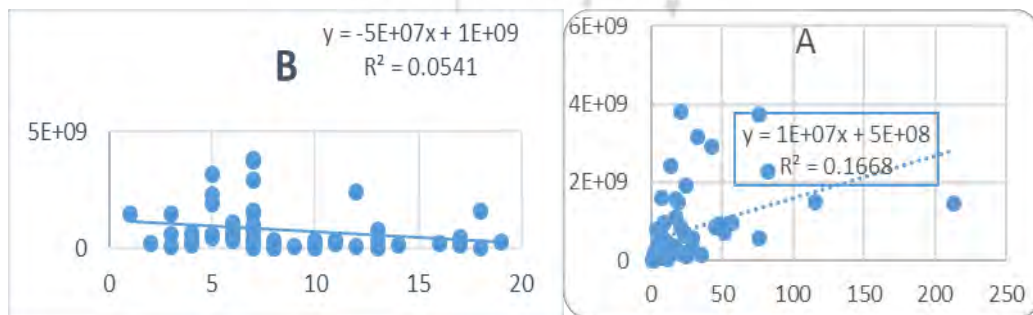 y = -5E+07x + 1E+09
R² = 0.0541
B
5E+09
0
0 5 10 15 20
A
6E+09
4E+09
2E+09
0
y = 1E+07x + 5E+08
R² = 0.1668
0 50 100 150 200 250